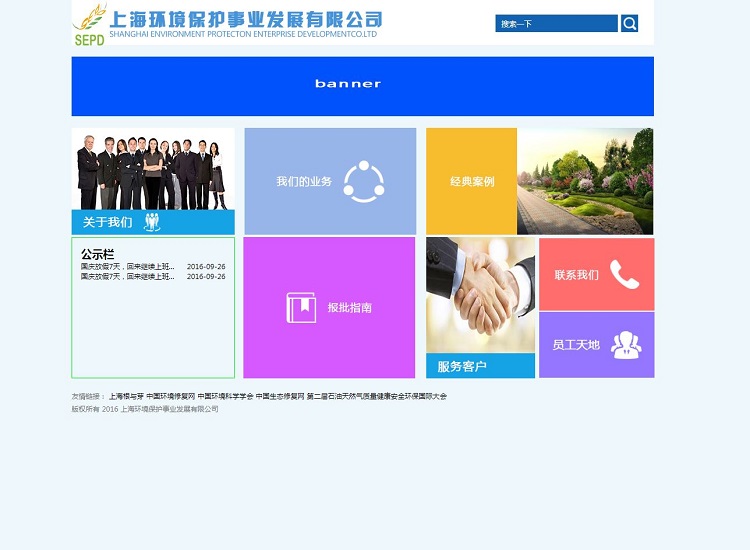 上海环境保护事业发展有限公司
SHANGHAI ENVIRONMENT PROTECTON ENTERPRISE DEVELOPMENTCO.LTD
SEPD
搜索一下
banner
关于我们
我们的业务
经典案例
公示栏
国庆放假7天，回来继续上班... 2016-09-26
国庆放假7天，回来继续上班... 2016-09-26
报批指南
服务客户
联系我们
员工天地
友情链接： 上海根与芽 中国环境修复网 中国环境科学学会 中国生态修复网 第二届石油天然气质量健康安全环保国际大会
版权所有 2016 上海环境保护事业发展有限公司